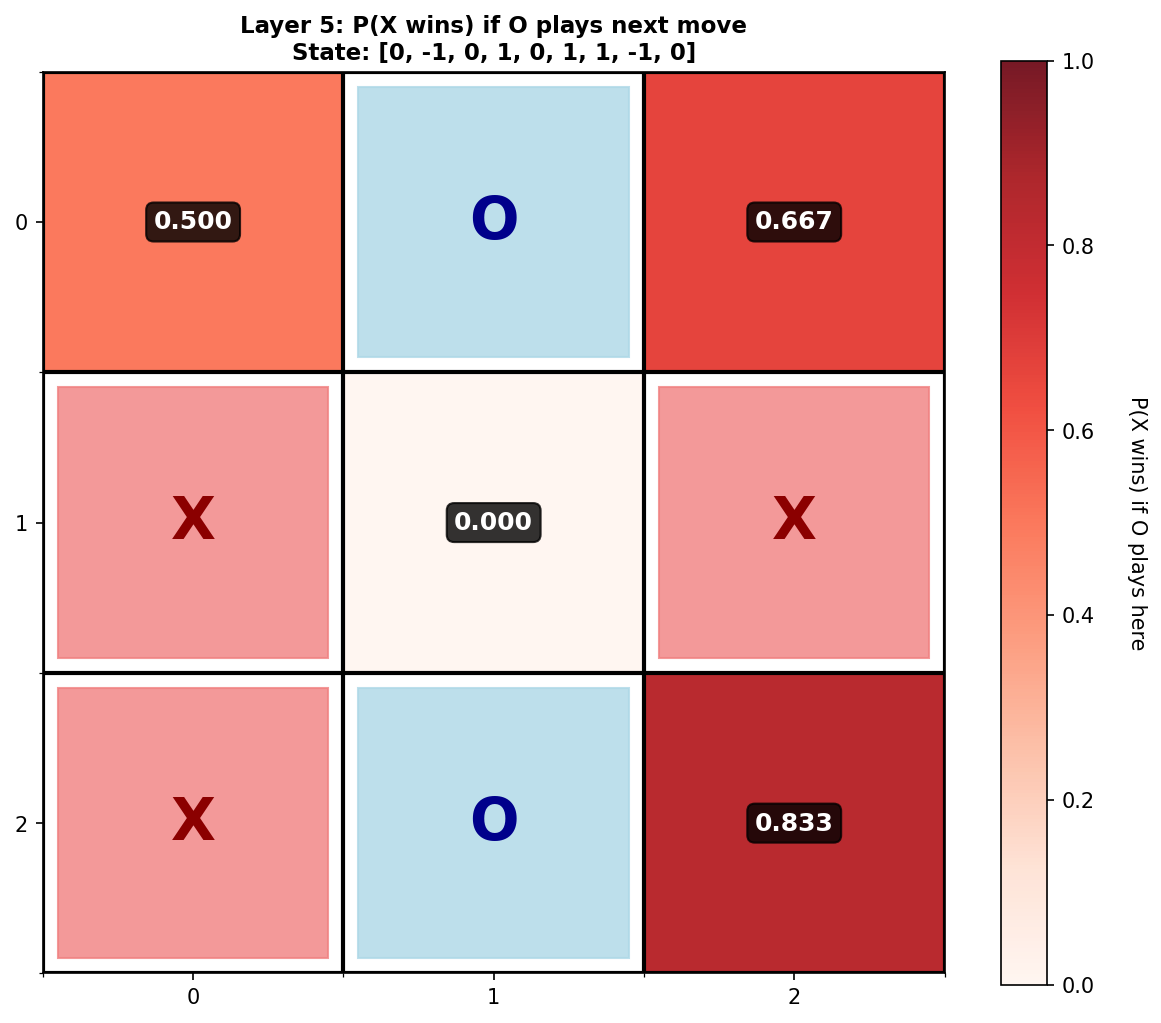 Layer 5: P(X wins) if O plays next move
State: [0, -1, 0, 1, 0, 1, 1, -1, 0]
0.500
O
0.667
X
0.000
X
X
O
0.833
0
1
2
0
1
2
1.0
0.8
0.6
0.4
0.2
0.0
P(X wins) if O plays here